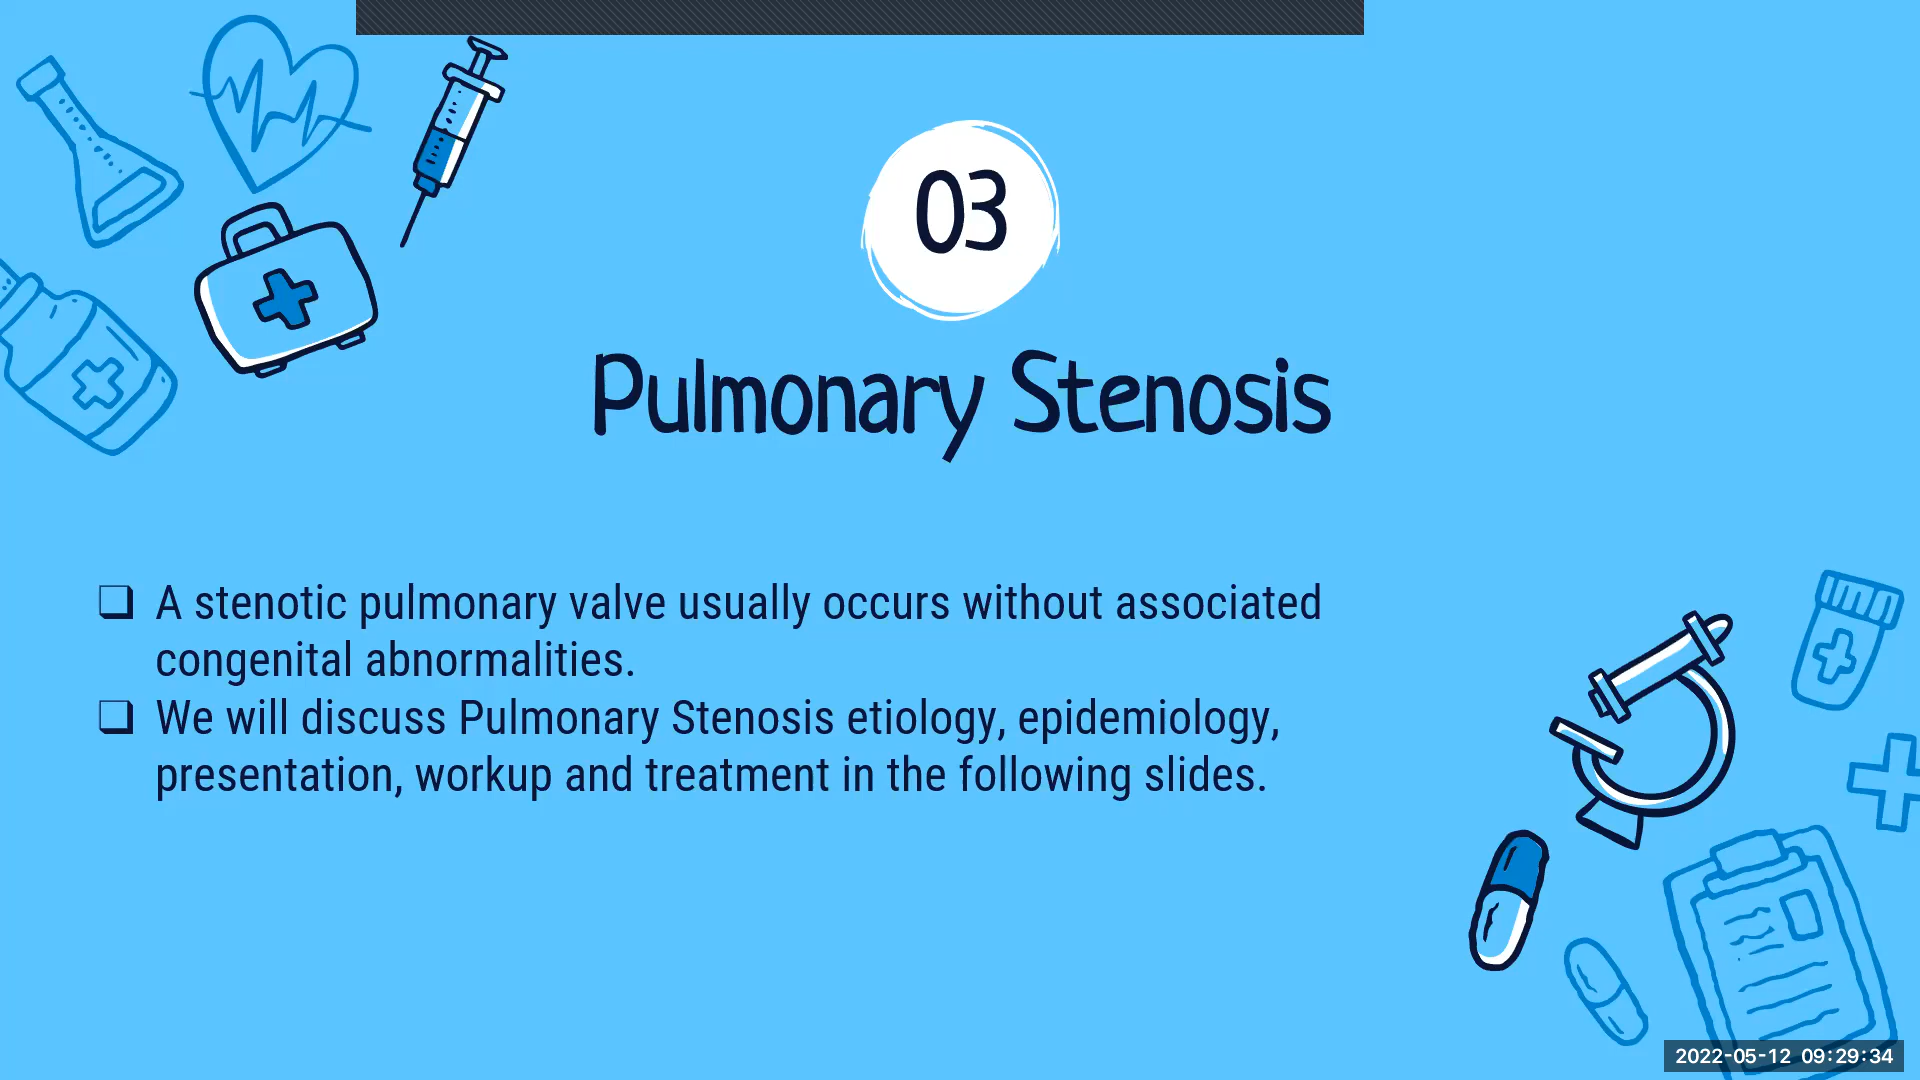 03
Pulmonary Stenosis
❑ A stenotic pulmonary valve usually occurs without associated
congenital abnormalities.
❑ We will discuss Pulmonary Stenosis etiology, epidemiology,
presentation, workup and treatment in the following slides.
2022-05-12 09:29:34